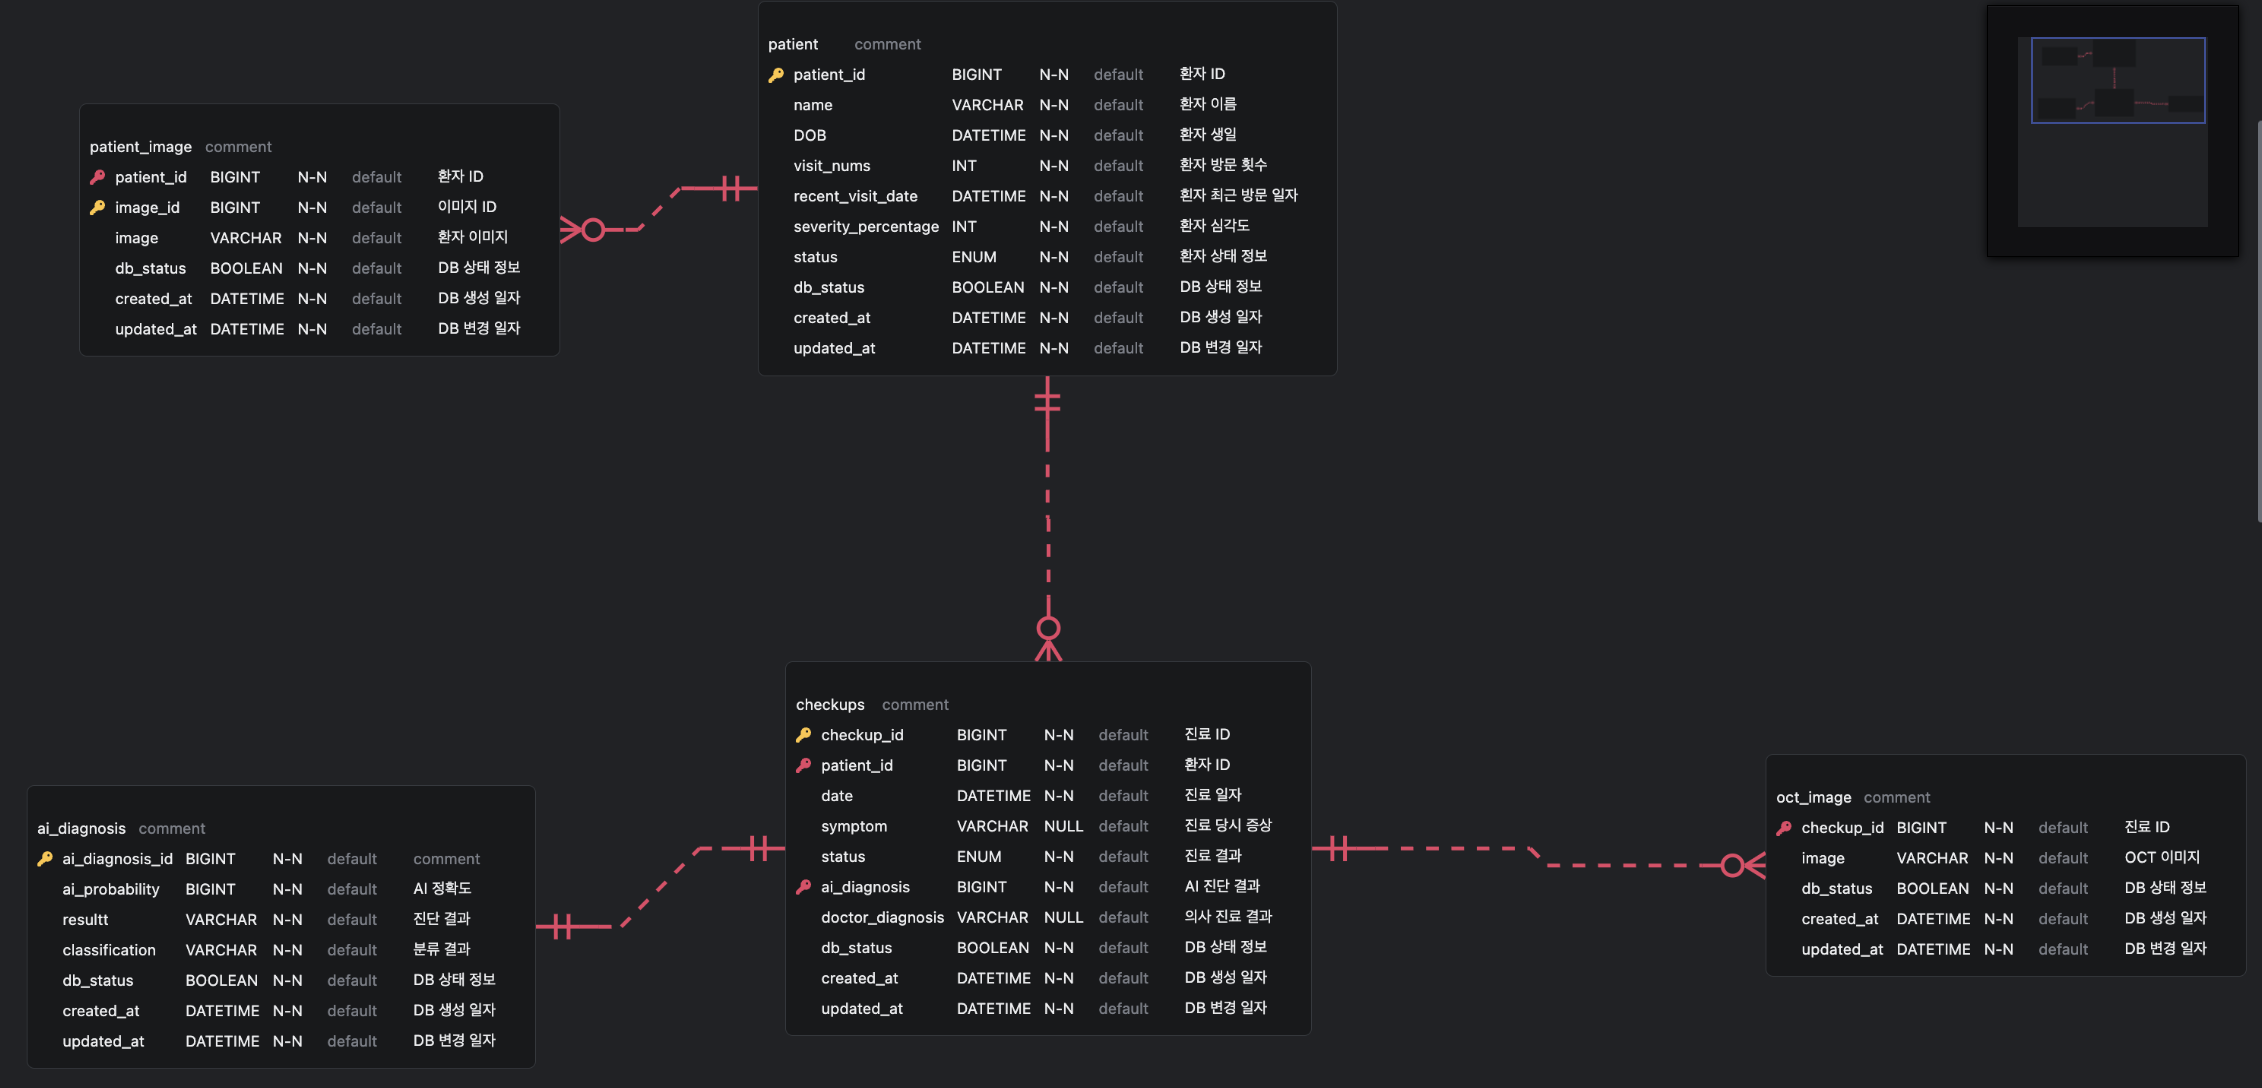 patient comment
patient_id BIGINT N-N default 환자 ID
name VARCHAR N-N default 환자 이름
DOB DATETIME N-N default 환자 생일
visit_nums INT N-N default 환자 방문 횟수
recent_visit_date DATETIME N-N default 횐자 최근 방문 일자
severity_percentage INT N-N default 환자 심각도
status ENUM N-N default 환자 상태 정보
db_status BOOLEAN N-N default DB 상태 정보
created_at DATETIME N-N default DB 생성 일자
updated_at DATETIME N-N default DB 변경 일자
patient_image comment
patient_id BIGINT N-N default 환자 ID
image_id BIGINT N-N default 이미지 ID
image VARCHAR N-N default 환자 이미지
db_status BOOLEAN N-N default DB 상태 정보
created_at DATETIME N-N default DB 생성 일자
updated_at DATETIME N-N default DB 변경 일자
checkups comment
checkup_id BIGINT N-N default 진료 ID
patient_id BIGINT N-N default 환자 ID
date DATETIME N-N default 진료 일자
symptom VARCHAR NULL default 진료 당시 증상
status ENUM N-N default 진료 결과
ai_diagnosis BIGINT N-N default AI 진단 결과
doctor_diagnosis VARCHAR NULL default 의사 진료 결과
db_status BOOLEAN N-N default DB 상태 정보
created_at DATETIME N-N default DB 생성 일자
updated_at DATETIME N-N default DB 변경 일자
oct_image comment
checkup_id BIGINT N-N default 진료 ID
image VARCHAR N-N default OCT 이미지
db_status BOOLEAN N-N default DB 상태 정보
created_at DATETIME N-N default DB 생성 일자
updated_at DATETIME N-N default DB 변경 일자
ai_diagnosis comment
ai_diagnosis_id BIGINT N-N default comment
ai_probability BIGINT N-N default AI 정확도
resultt VARCHAR N-N default 진단 결과
classification VARCHAR N-N default 분류 결과
db_status BOOLEAN N-N default DB 상태 정보
created_at DATETIME N-N default DB 생성 일자
updated_at DATETIME N-N default DB 변경 일자